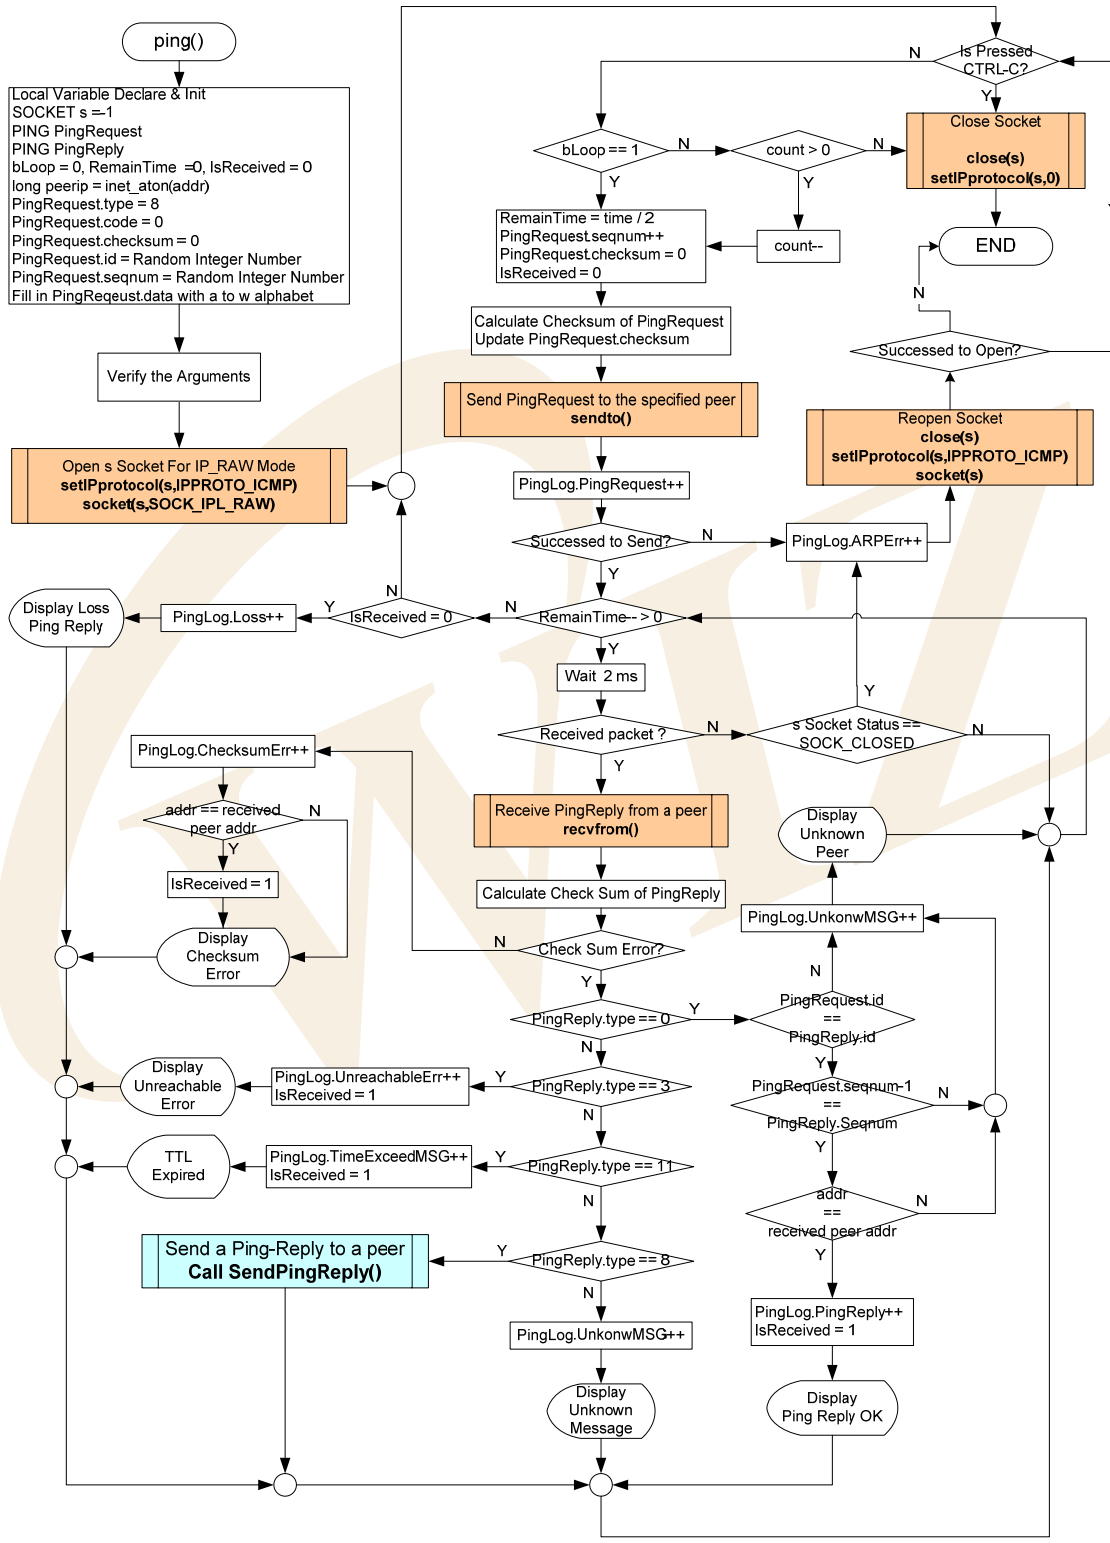 ping()
Local Variable Declare & Init
SOCKET s =-1
PING PingRequest
PING PingReply
bLoop = 0, RemainTime =0, IsReceived = 0
long peerip = inet_aton(addr)
PingRequest.type = 8
PingRequest.code = 0
PingRequest.checksum = 0
PingRequest.id = Random Integer Number
PingRequest.seqnum = Random Integer Number
Fill in PingReqeust.data with a to w alphabet
Verify the Arguments
Open s Socket For IP_RAW Mode
setIPprotocol(s,IPPROTO_ICMP)
socket(s,SOCK_IPL_RAW)
Is Pressed
CTRL-C?
N
Y
Close Socket
close(s)
setIPprotocol(s,0)
END
bLoop == 1
N
Y
count > 0
N
Y
count--
RemainTime = time / 2
PingRequest.seqnum++
PingRequest.checksum = 0
IsReceived = 0
Calculate Checksum of PingRequest
Update PingRequest.checksum
Send PingRequest to the specified peer
sendto()
PingLog.PingRequest++
Successed to Send?
N
Y
PingLog.ARPErr++
Reopen Socket
close(s)
setIPprotocol(s,IPPROTO_ICMP)
socket(s)
Successed to Open?
N
RemainTime-- > 0
N
Y
IsReceived = 0
N
Y
PingLog.Loss++
Display Loss
Ping Reply
Wait 2 ms
Received packet ?
N
Y
s Socket Status ==
SOCK_CLOSED
Y
N
Receive PingReply from a peer
recvfrom()
Calculate Check Sum of PingReply
Check Sum Error?
N
Y
PingLog.ChecksumErr++
addr == received
peer addr
N
Y
IsReceived = 1
Display
Checksum
Error
Display
Unknown
Peer
PingLog.UnkonwMSG++
N
PingReply.type == 0
Y
N
PingRequest.id
==
PingReply.id
Y
PingReply.type == 3
Y
N
PingLog.UnreachableErr++
IsReceived = 1
Display
Unreachable
Error
PingRequest.seqnum-1
==
PingReply.Seqnum
N
Y
PingReply.type == 11
Y
N
PingLog.TimeExceedMSG++
IsReceived = 1
TTL
Expired
addr
==
received peer addr
N
Y
PingReply.type == 8
Y
N
Send a Ping-Reply to a peer
Call SendPingReply()
PingLog.UnkonwMSG++
Display
Unknown
Message
PingLog.PingReply++
IsReceived = 1
Display
Ping Reply OK